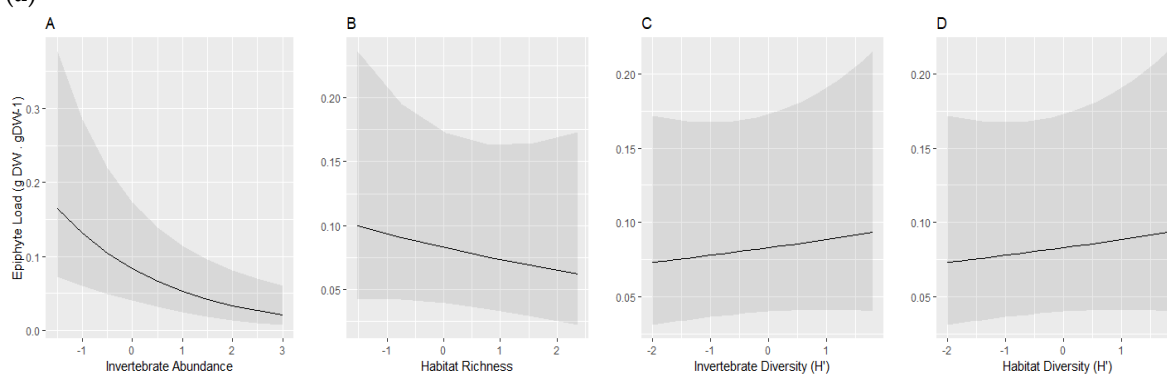 (a)
A
B
C
D
Epiphyte Load (g DW . gDW-1)
0.3
0.2
0.1
0.0
0.20
0.15
0.10
0.05
0.20
0.15
0.10
0.05
0.20
0.15
0.10
0.05
-1 0 1 2 3
-1 0 1 2
-2 -1 0 1
-2 -1 0 1
Invertebrate Abundance
Habitat Richness
Invertebrate Diversity (H')
Habitat Diversity (H')